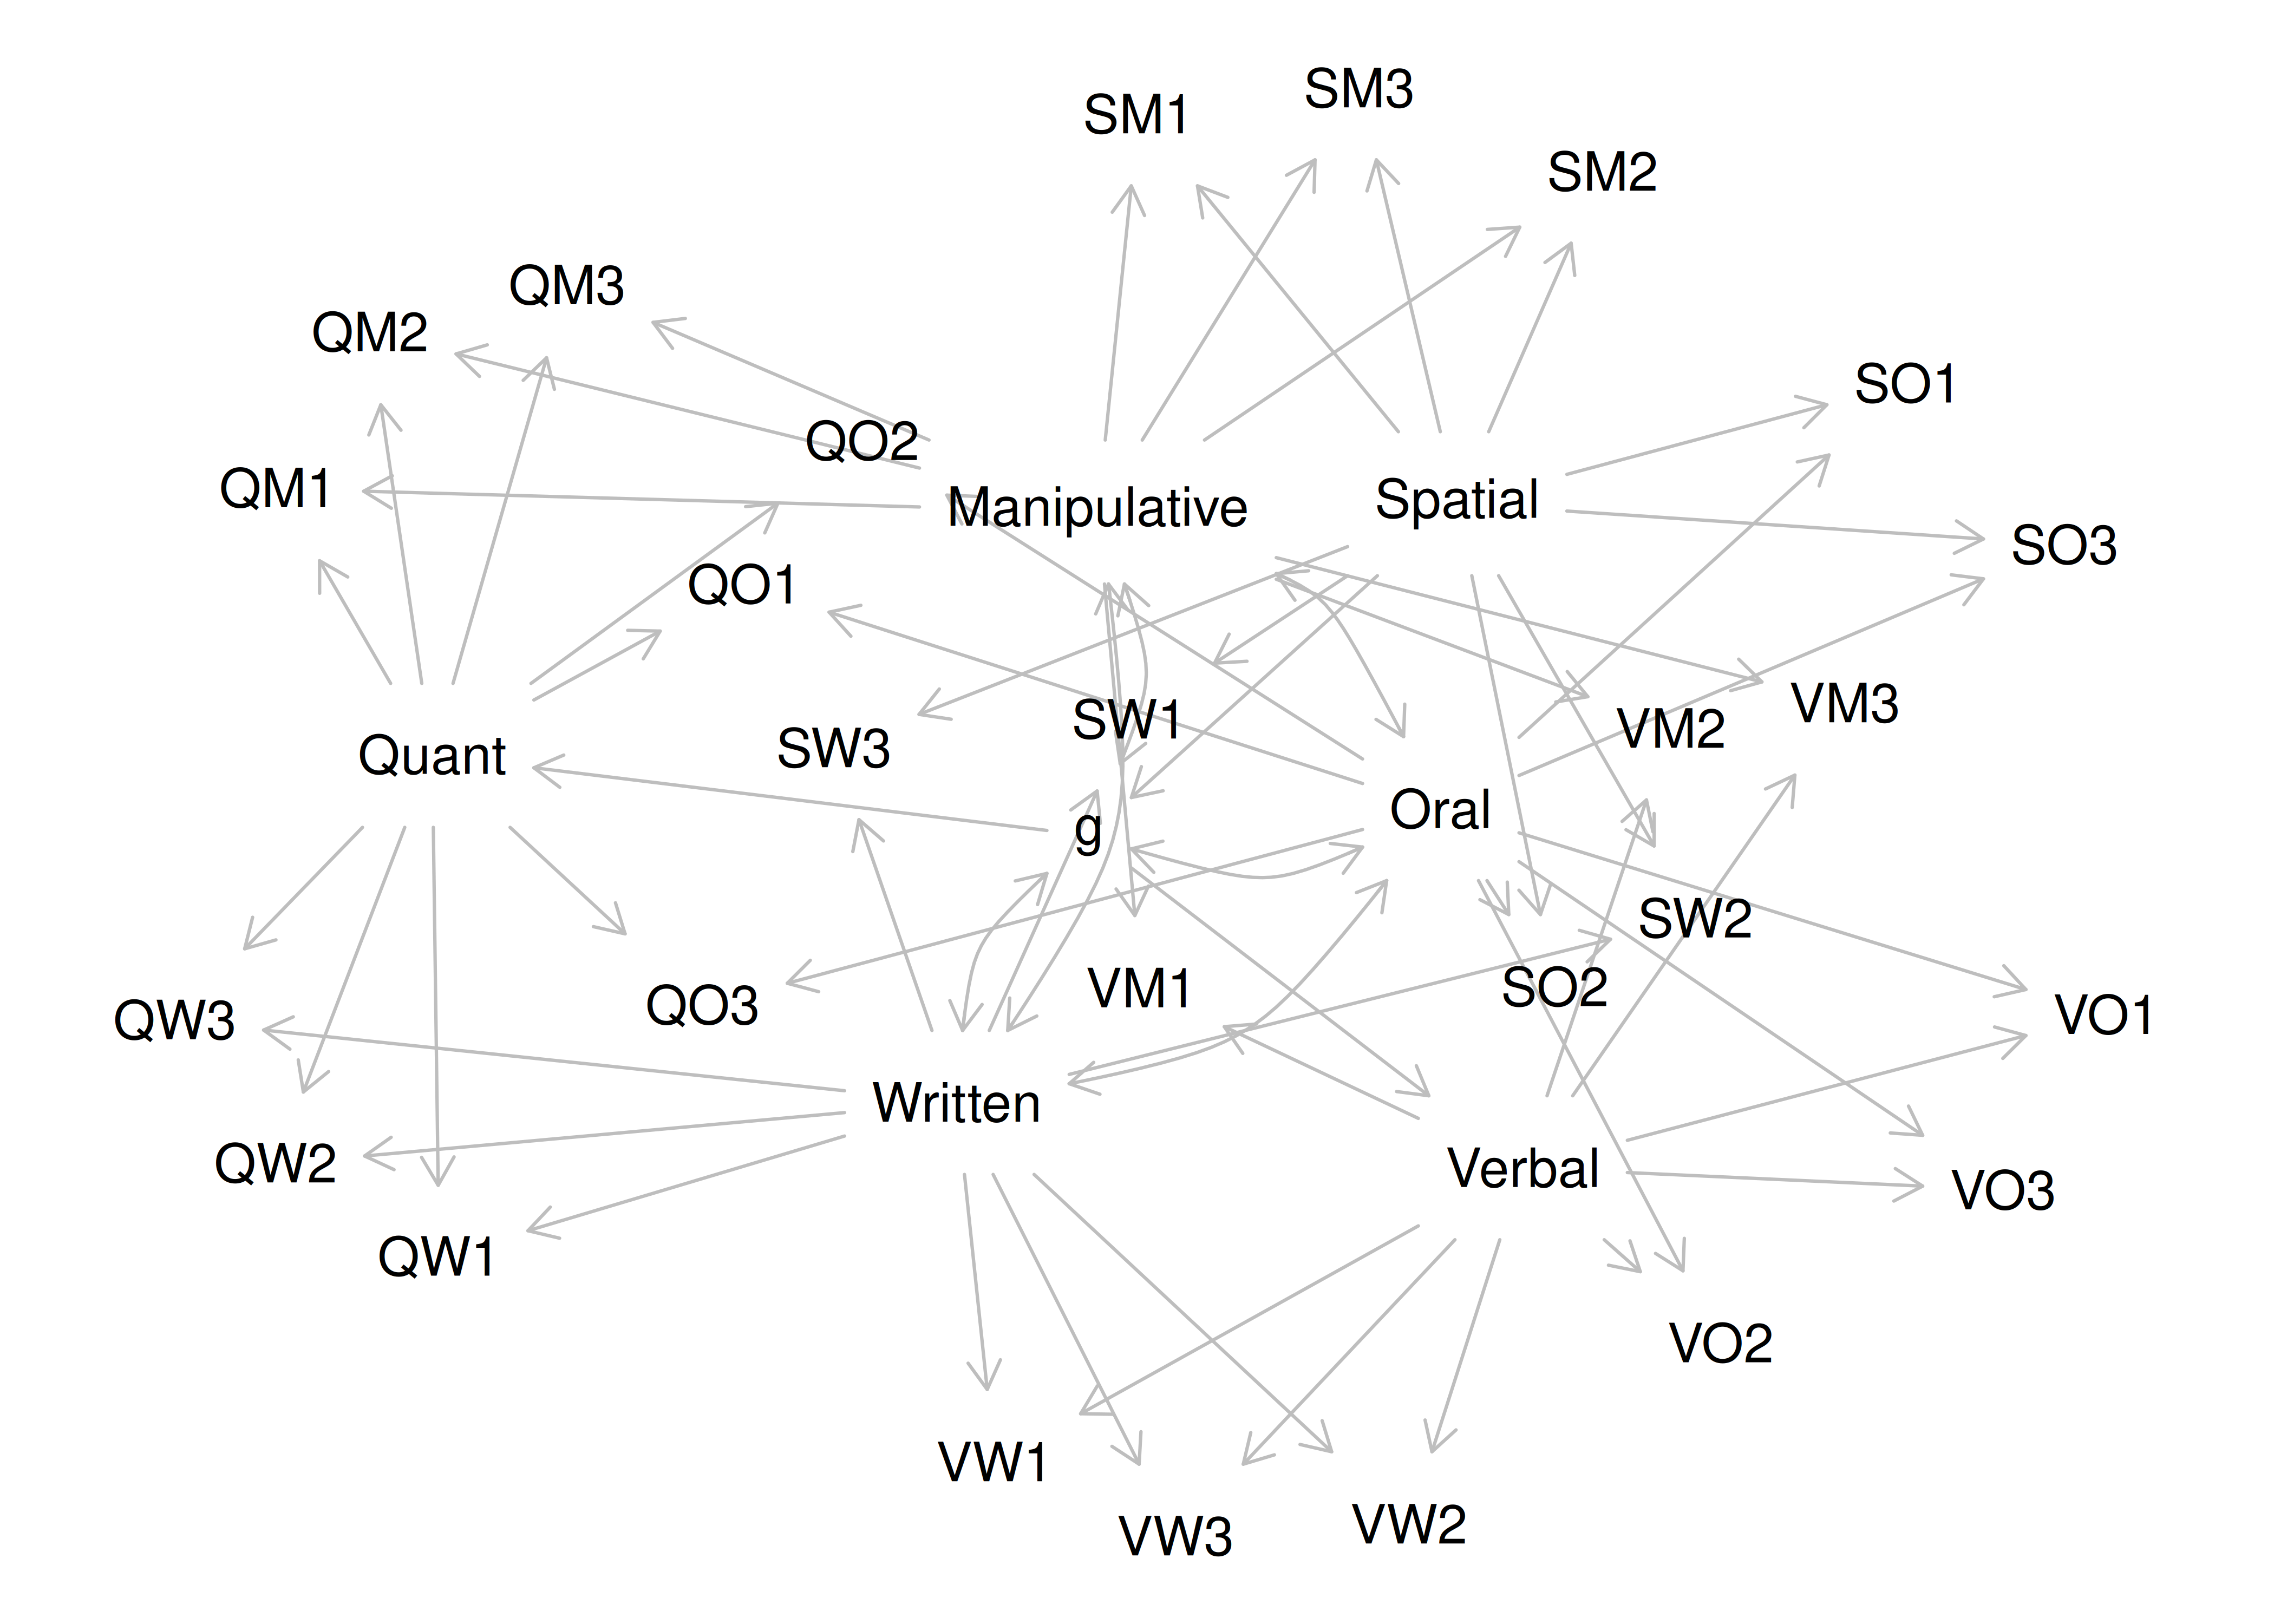 SM3
SM1
SM2
QM3
QM2
SO1
QO2
QM1
Manipulative
Spatial
SO3
QO1
VM3
SW1
VM2
SW3
Quant
Oral
g
SW2
VM1
SO2
QO3
VO1
QW3
Written
QW2
Verbal
VO3
QW1
VO2
VW1
VW2
VW3